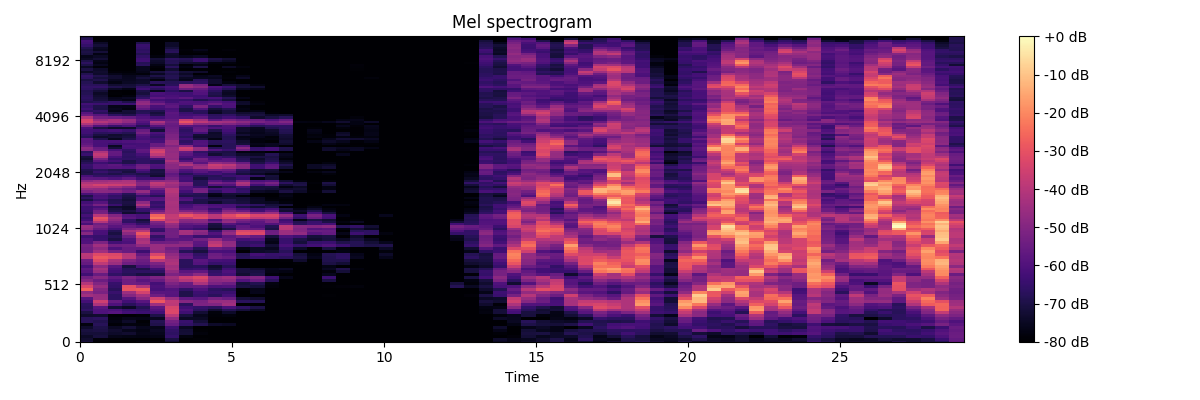 Mel spectrogram
8192
4096
2048
1024
512
0
Hz
0 5 10 15 20 25
Time
+0 dB
-10 dB
-20 dB
-30 dB
-40 dB
-50 dB
-60 dB
-70 dB
-80 dB